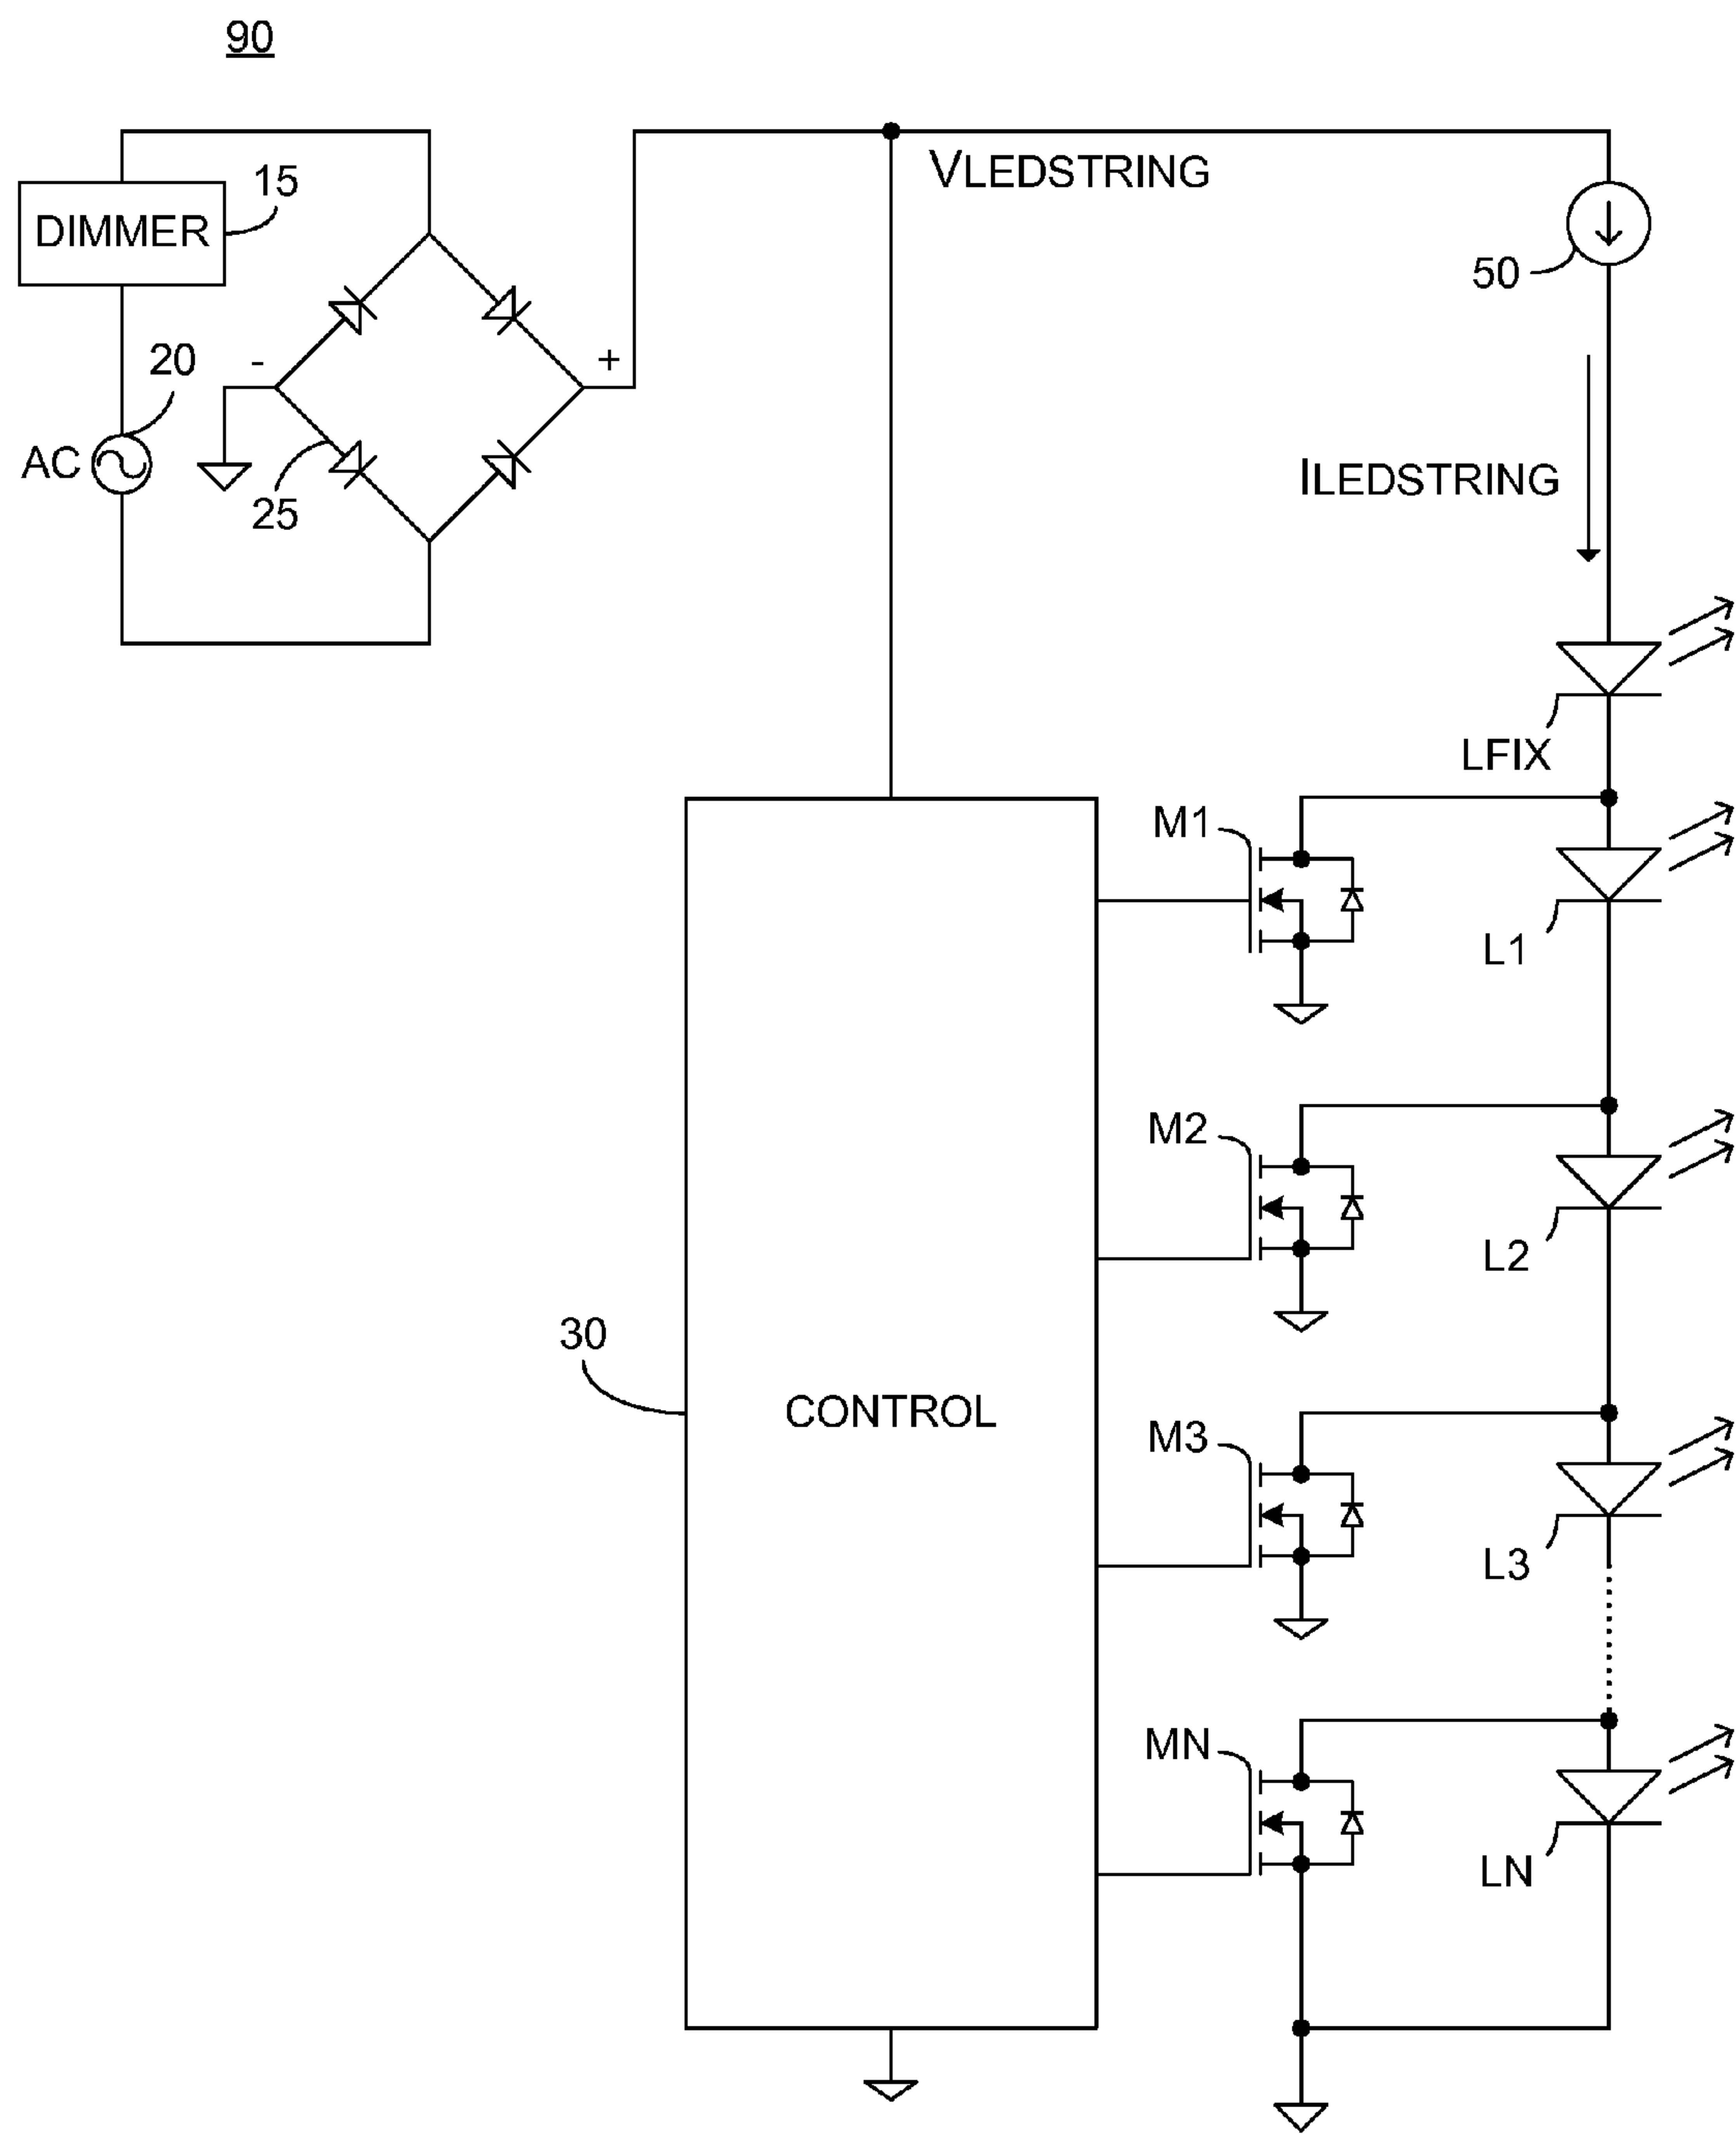 90
15
DIMMER
VLEDSTRING
50
20
-
+
AC
25
ILEDSTRING
LFIX
M1
L1
M2
L2
30
CONTROL
M3
L3
MN
LN